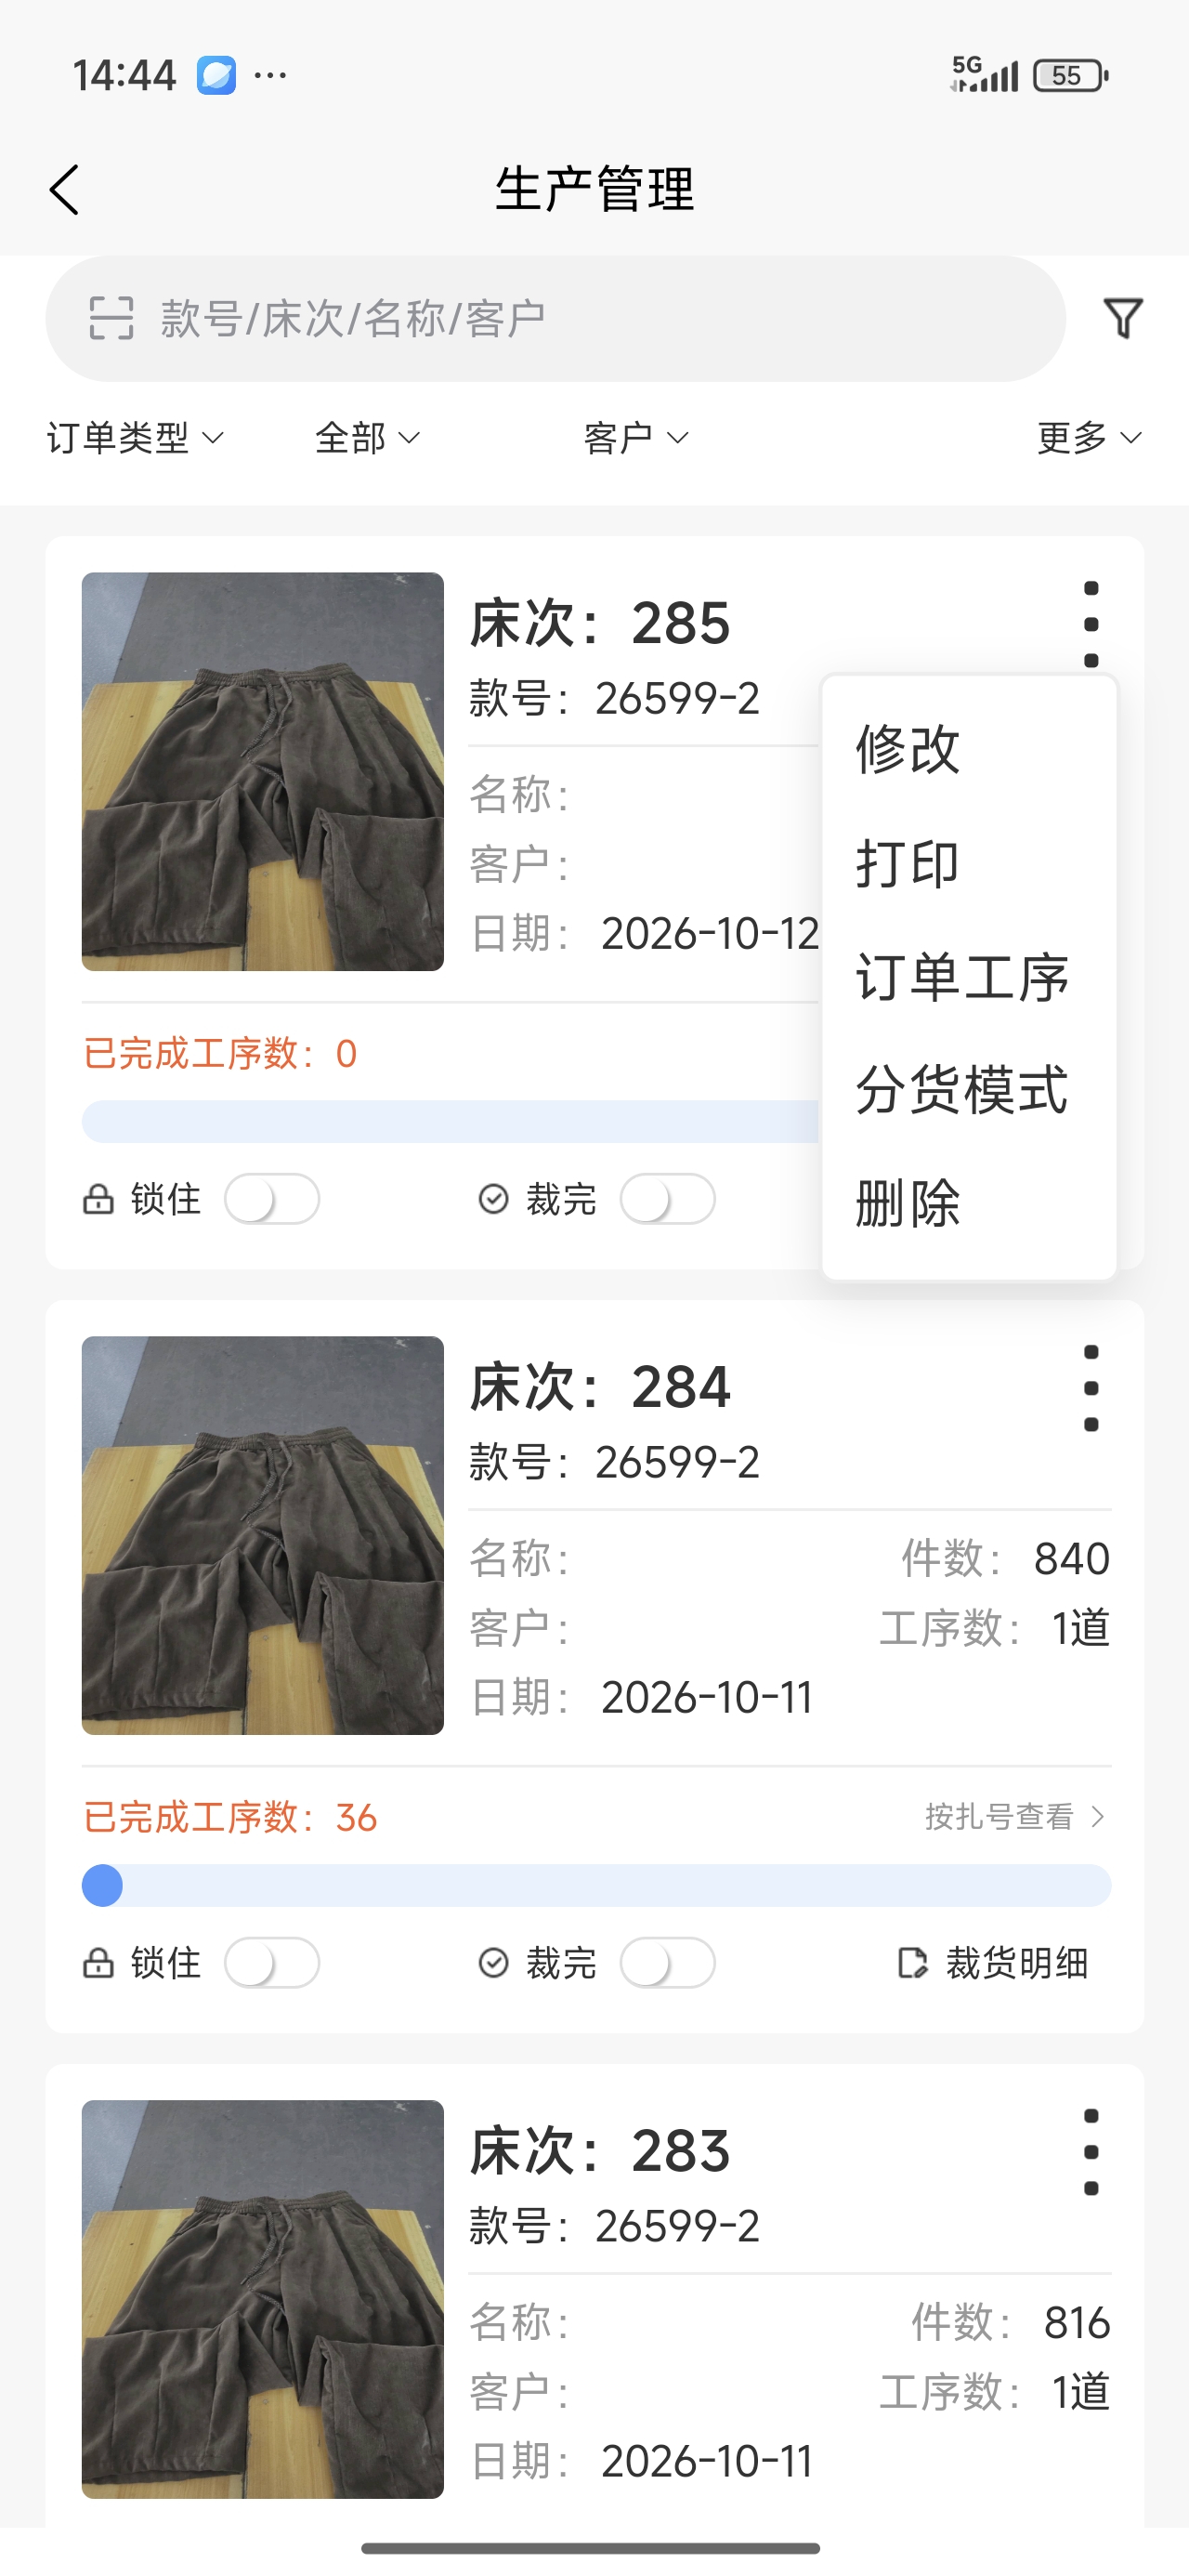 14:44 ... 5G 55
生产管理
款号/床次/名称/客户
订单类型 全部 客户 更多
床次：285
款号：26599-2
名称：
客户：
日期：2026-10-12
修改
打印
订单工序
分货模式
删除
已完成工序数：0
锁住 裁完
床次：284
款号：26599-2
名称： 件数：840
客户： 工序数：1道
日期：2026-10-11
已完成工序数：36 按扎号查看
锁住 裁完 裁货明细
床次：283
款号：26599-2
名称： 件数：816
客户： 工序数：1道
日期：2026-10-11